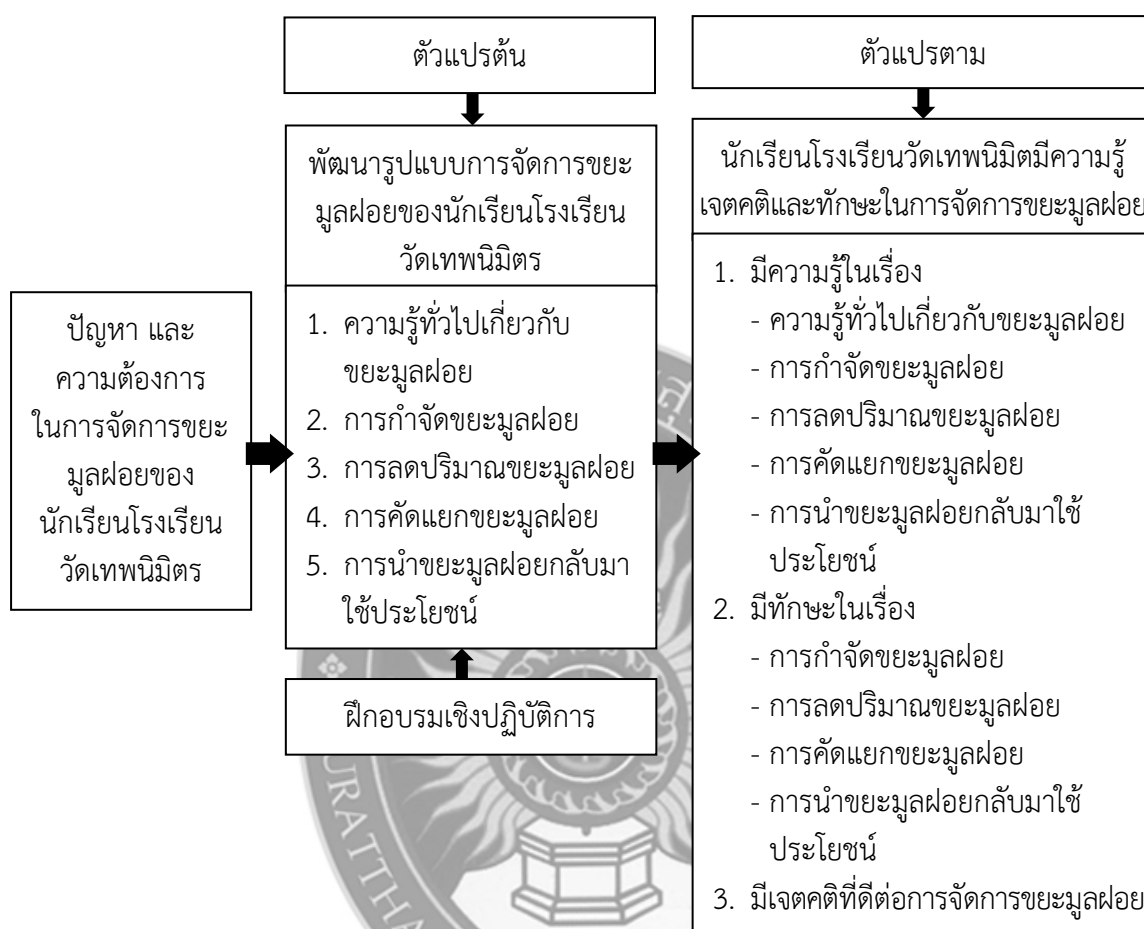 ตัวแปรต้น
ตัวแปรตาม
พัฒนารูปแบบการจัดการขยะ
มูลฝอยของนักเรียนโรงเรียน
วัดเทพนิมิตร
นักเรียนโรงเรียนวัดเทพนิมิตมีความรู้
เจตคติและทักษะในการจัดการขยะมูลฝอย
ปัญหา และ
ความต้องการ
ในการจัดการขยะ
มูลฝอยของ
นักเรียนโรงเรียน
วัดเทพนิมิตร
1. ความรู้ทั่วไปเกี่ยวกับ
ขยะมูลฝอย
2. การกำจัดขยะมูลฝอย
3. การลดปริมาณขยะมูลฝอย
4. การคัดแยกขยะมูลฝอย
5. การนำขยะมูลฝอยกลับมา
ใช้ประโยชน์
ฝึกอบรมเชิงปฏิบัติการ
1. มีความรู้ในเรื่อง
- ความรู้ทั่วไปเกี่ยวกับขยะมูลฝอย
- การกำจัดขยะมูลฝอย
- การลดปริมาณขยะมูลฝอย
- การคัดแยกขยะมูลฝอย
- การนำขยะมูลฝอยกลับมาใช้
ประโยชน์
2. มีทักษะในเรื่อง
- การกำจัดขยะมูลฝอย
- การลดปริมาณขยะมูลฝอย
- การคัดแยกขยะมูลฝอย
- การนำขยะมูลฝอยกลับมาใช้
ประโยชน์
3. มีเจตคติที่ดีต่อการจัดการขยะมูลฝอย